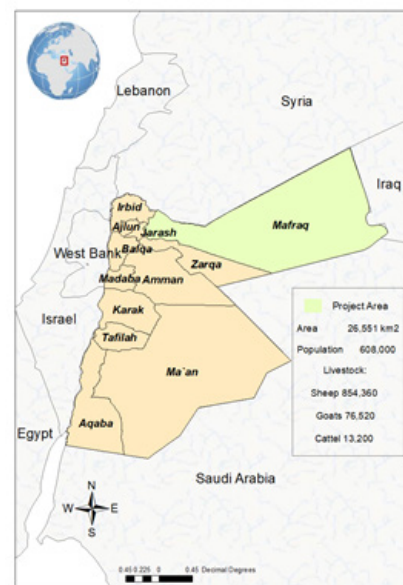 Lebanon
Syria
Iraq
Irbid
Ajlun
Jarash
Mafraq
West Bank
Balqa
Zarqa
Madaba
Amman
Israel
Karak
Tafilah
Ma`an
Aqaba
Egypt
Saudi Arabia
Project Area
Area 26,551 km2
Population 608,000
Livestock:
Sheep 854,360
Goats 76,520
Cattel 13,200
N
W E
S
0.45 0.225 0 0.45 Decimal Degrees